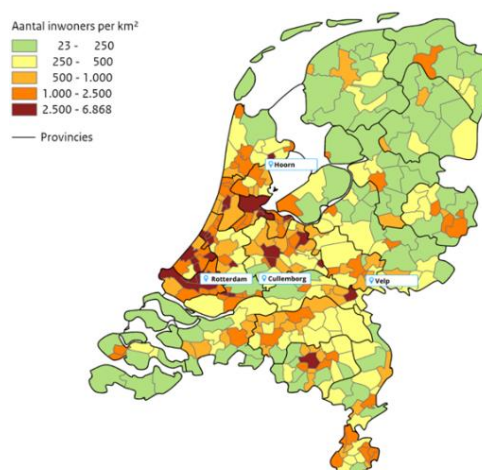 Aantal inwoners per km²
23 - 250
250 - 500
500 - 1.000
1.000 - 2.500
2.500 - 6.868
Provincies
Hoorn
Rotterdam
Cullemborg
Velp